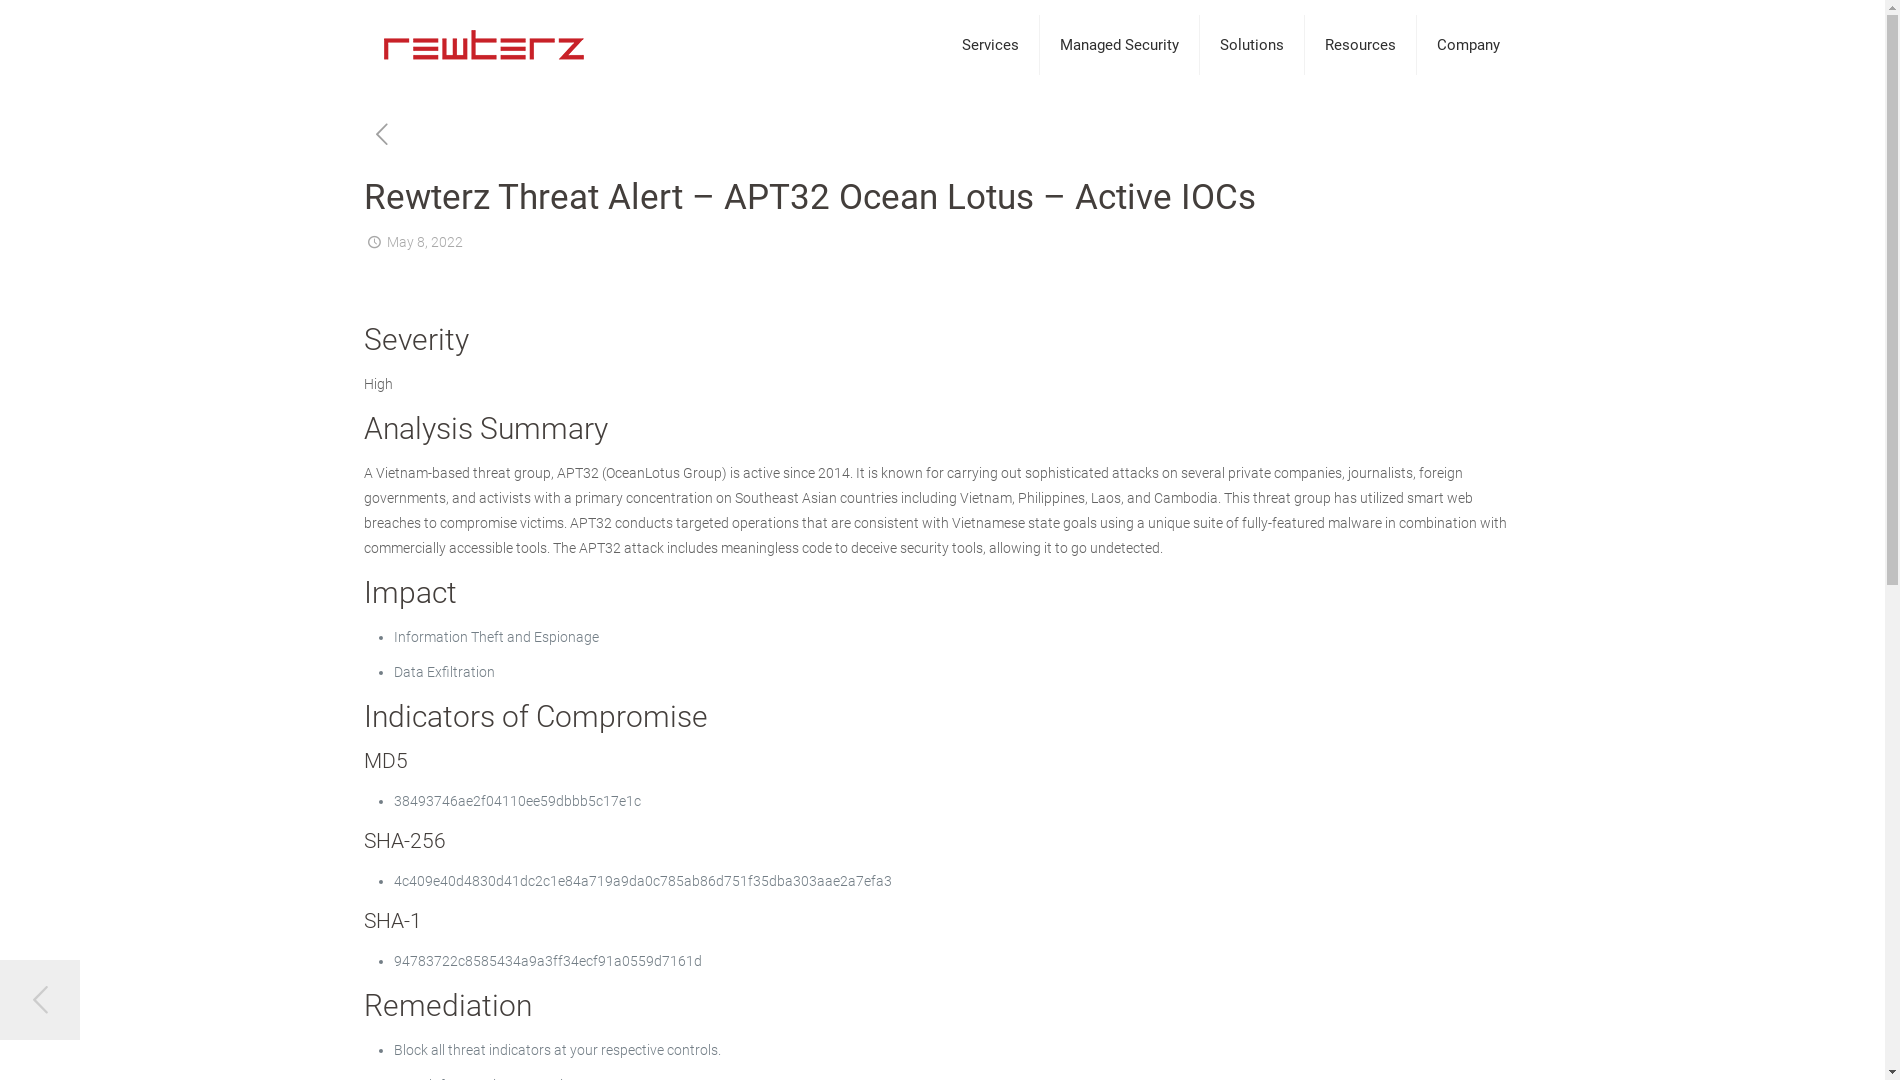 rewterz
Services
Managed Security
Solutions
Resources
Company
Rewterz Threat Alert – APT32 Ocean Lotus – Active IOCs
May 8, 2022
Severity
High
Analysis Summary
A Vietnam-based threat group, APT32 (OceanLotus Group) is active since 2014. It is known for carrying out sophisticated attacks on several private companies, journalists, foreign
governments, and activists with a primary concentration on Southeast Asian countries including Vietnam, Philippines, Laos, and Cambodia. This threat group has utilized smart web
breaches to compromise victims. APT32 conducts targeted operations that are consistent with Vietnamese state goals using a unique suite of fully-featured malware in combination with
commercially accessible tools. The APT32 attack includes meaningless code to deceive security tools, allowing it to go undetected.
Impact
• Information Theft and Espionage
• Data Exfiltration
Indicators of Compromise
MD5
• 38493746ae2f04110ee59dbbb5c17e1c
SHA-256
• 4c409e40d4830d41dc2c1e84a719a9da0c785ab86d751f35dba303aae2a7efa3
SHA-1
• 94783722c8585434a9a3ff34ecf91a0559d7161d
Remediation
• Block all threat indicators at your respective controls.